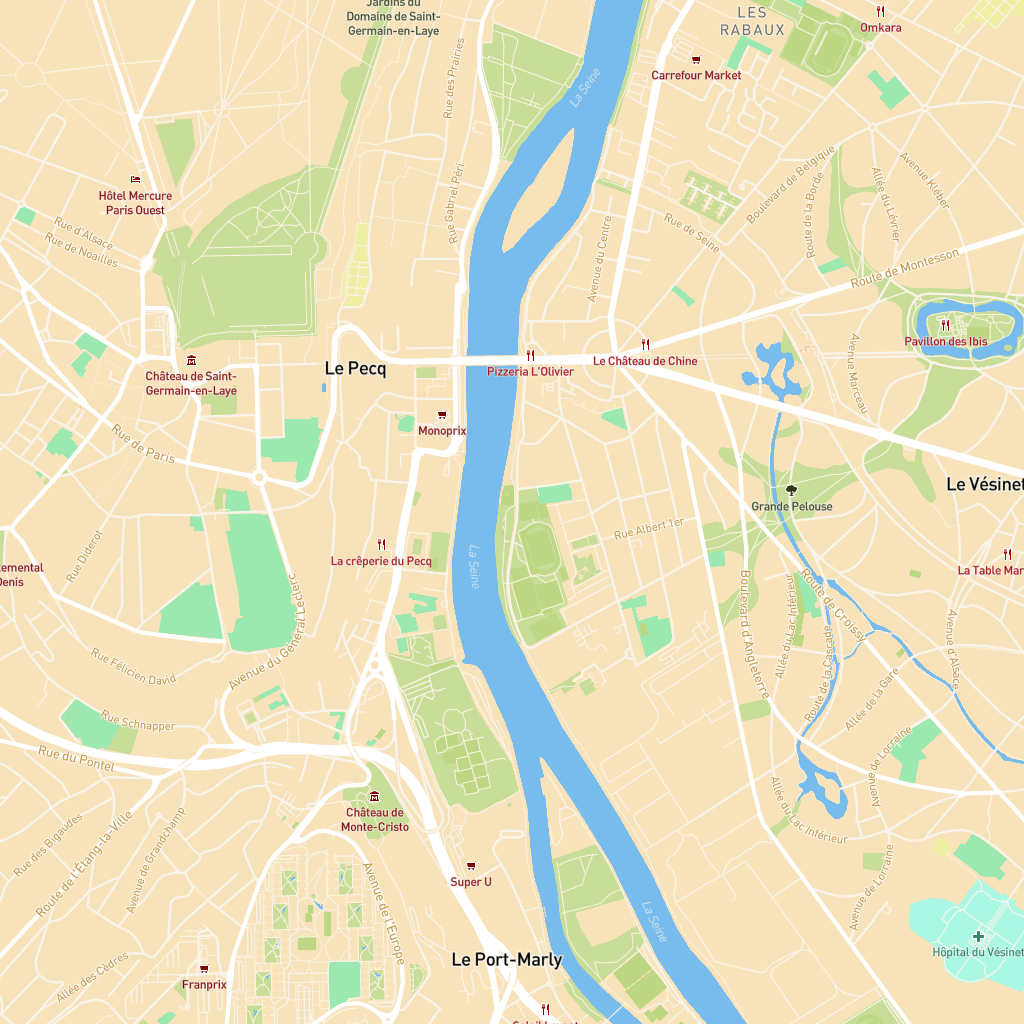 Jardins du
Domaine de Saint-
Germain-en-Laye
LES
RABAUX
Omkara
Carrefour Market
La Seine
Rue des Prairies
Hôtel Mercure
Paris Ouest
Rue d'Alsace
Rue de Noailles
Rue Gabriel Péri
Avenue du Centre
Rue de Seine
Boulevard de Belgique
Route de la Borde
Allée du Lévrier
Avenue Kléber
Route de Montesson
Pavillon des Ibis
Avenue Marceau
Le Château de Chine
Pizzeria L'Olivier
Le Pecq
Château de Saint-
Germain-en-Laye
Monoprix
Rue de Paris
Le Vésinet
Grande Pelouse
Rue Albert 1er
La crêperie du Pecq
La Seine
Rue Diderot
La Table Mar
temental
Denis
Route de Croissy
Boulevard d'Angleterre
Allée du Lac Inférieur
Route de la Cascade
Avenue d'Alsace
Allée de la Gare
Avenue du Général Leclerc
Rue Félicien David
Rue Schnapper
Rue du Pontel
Avenue de Lorraine
Allée du Lac Inférieur
Château de
Monte-Cristo
Rue des Bigaudes
Route de l'Étang-la-Ville
Avenue de Grandchamp
Super U
Avenue de l'Europe
Avenue de Lorraine
La Seine
Hôpital du Vésinet
Le Port-Marly
Allée des Cèdres
Franprix